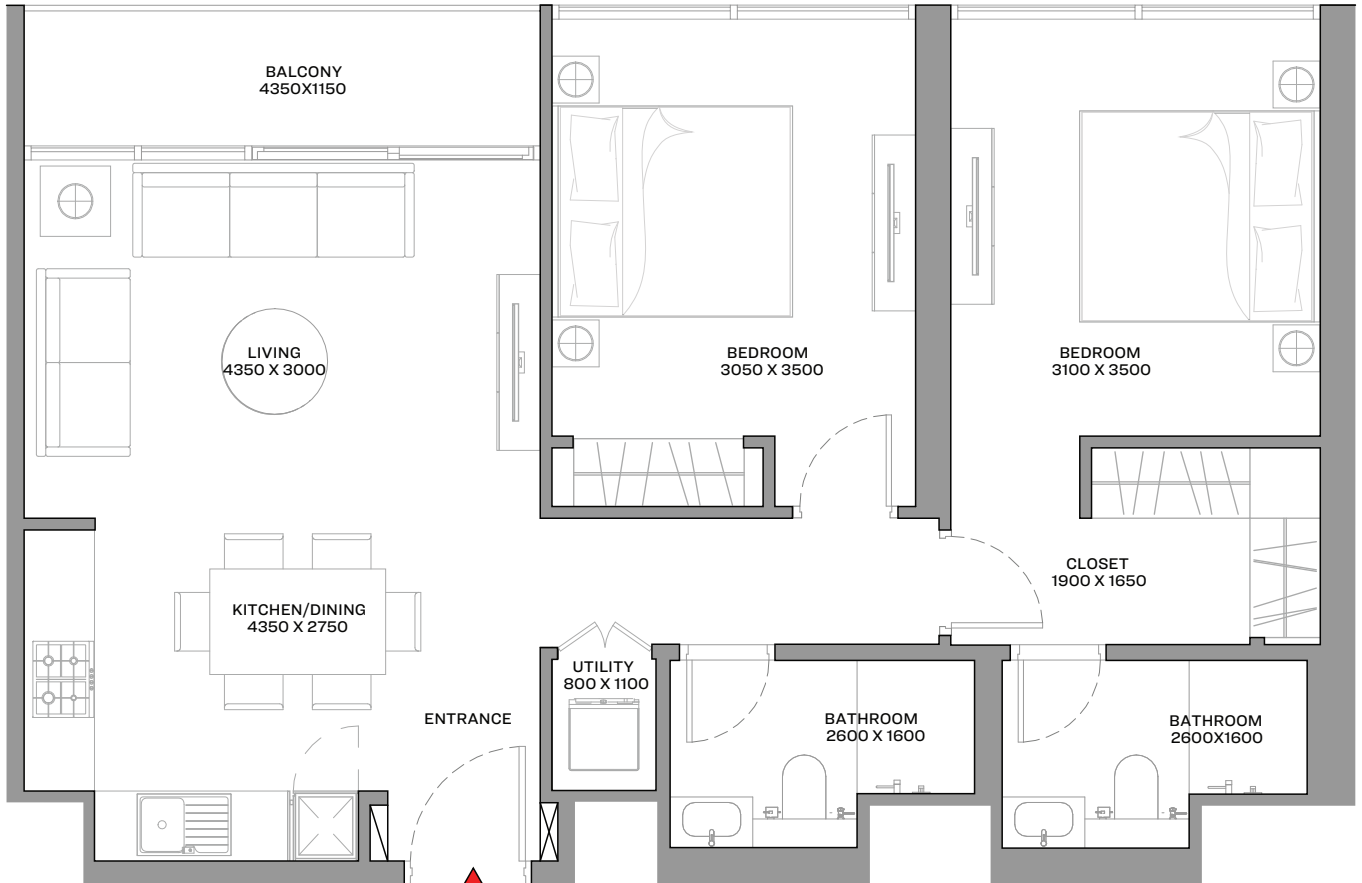 BALCONY
4350X1150
LIVING
4350 X 3000
BEDROOM
3050 X 3500
BEDROOM
3100 X 3500
CLOSET
1900 X 1650
KITCHEN/DINING
4350 X 2750
UTILITY
800 X 1100
ENTRANCE
BATHROOM
2600 X 1600
BATHROOM
2600X1600